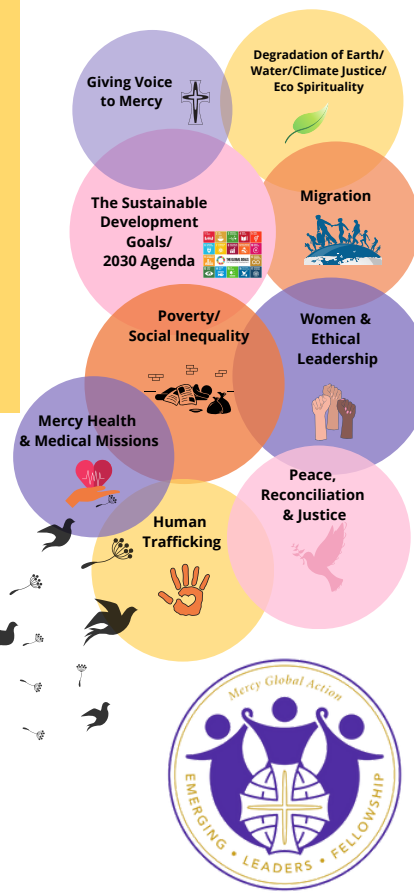 Giving Voice
to Mercy
Degradation of Earth/
Water/Climate Justice/
Eco Spirituality
The Sustainable
Development
Goals/
2030 Agenda
Migration
Poverty/
Social Inequality
Women &
Ethical
Leadership
Mercy Health
& Medical Missions
Peace,
Reconciliation
& Justice
Human
Trafficking
Mercy Global Action
EMERGING • LEADERS • FELLOWSHIP